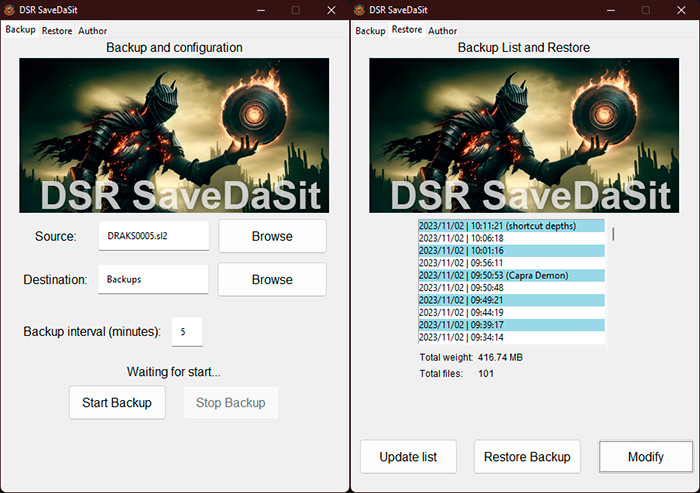 DSR SaveDaSit
Backup Restore Author
Backup and configuration
DSR SaveDaSit
Source: DRAKS0005.sl2 Browse
Destination: Backups Browse
Backup interval (minutes): 5
Waiting for start...
Start Backup Stop Backup
DSR SaveDaSit
Backup Restore Author
Backup List and Restore
DSR SaveDaSit
2023/11/02 | 10:11:21 (shortcut depths)
2023/11/02 | 10:06:18
2023/11/02 | 10:01:16
2023/11/02 | 09:56:11
2023/11/02 | 09:50:53 (Capra Demon)
2023/11/02 | 09:50:48
2023/11/02 | 09:49:21
2023/11/02 | 09:44:19
2023/11/02 | 09:39:17
2023/11/02 | 09:34:14
Total weight: 416.74 MB
Total files: 101
Update list Restore Backup Modify